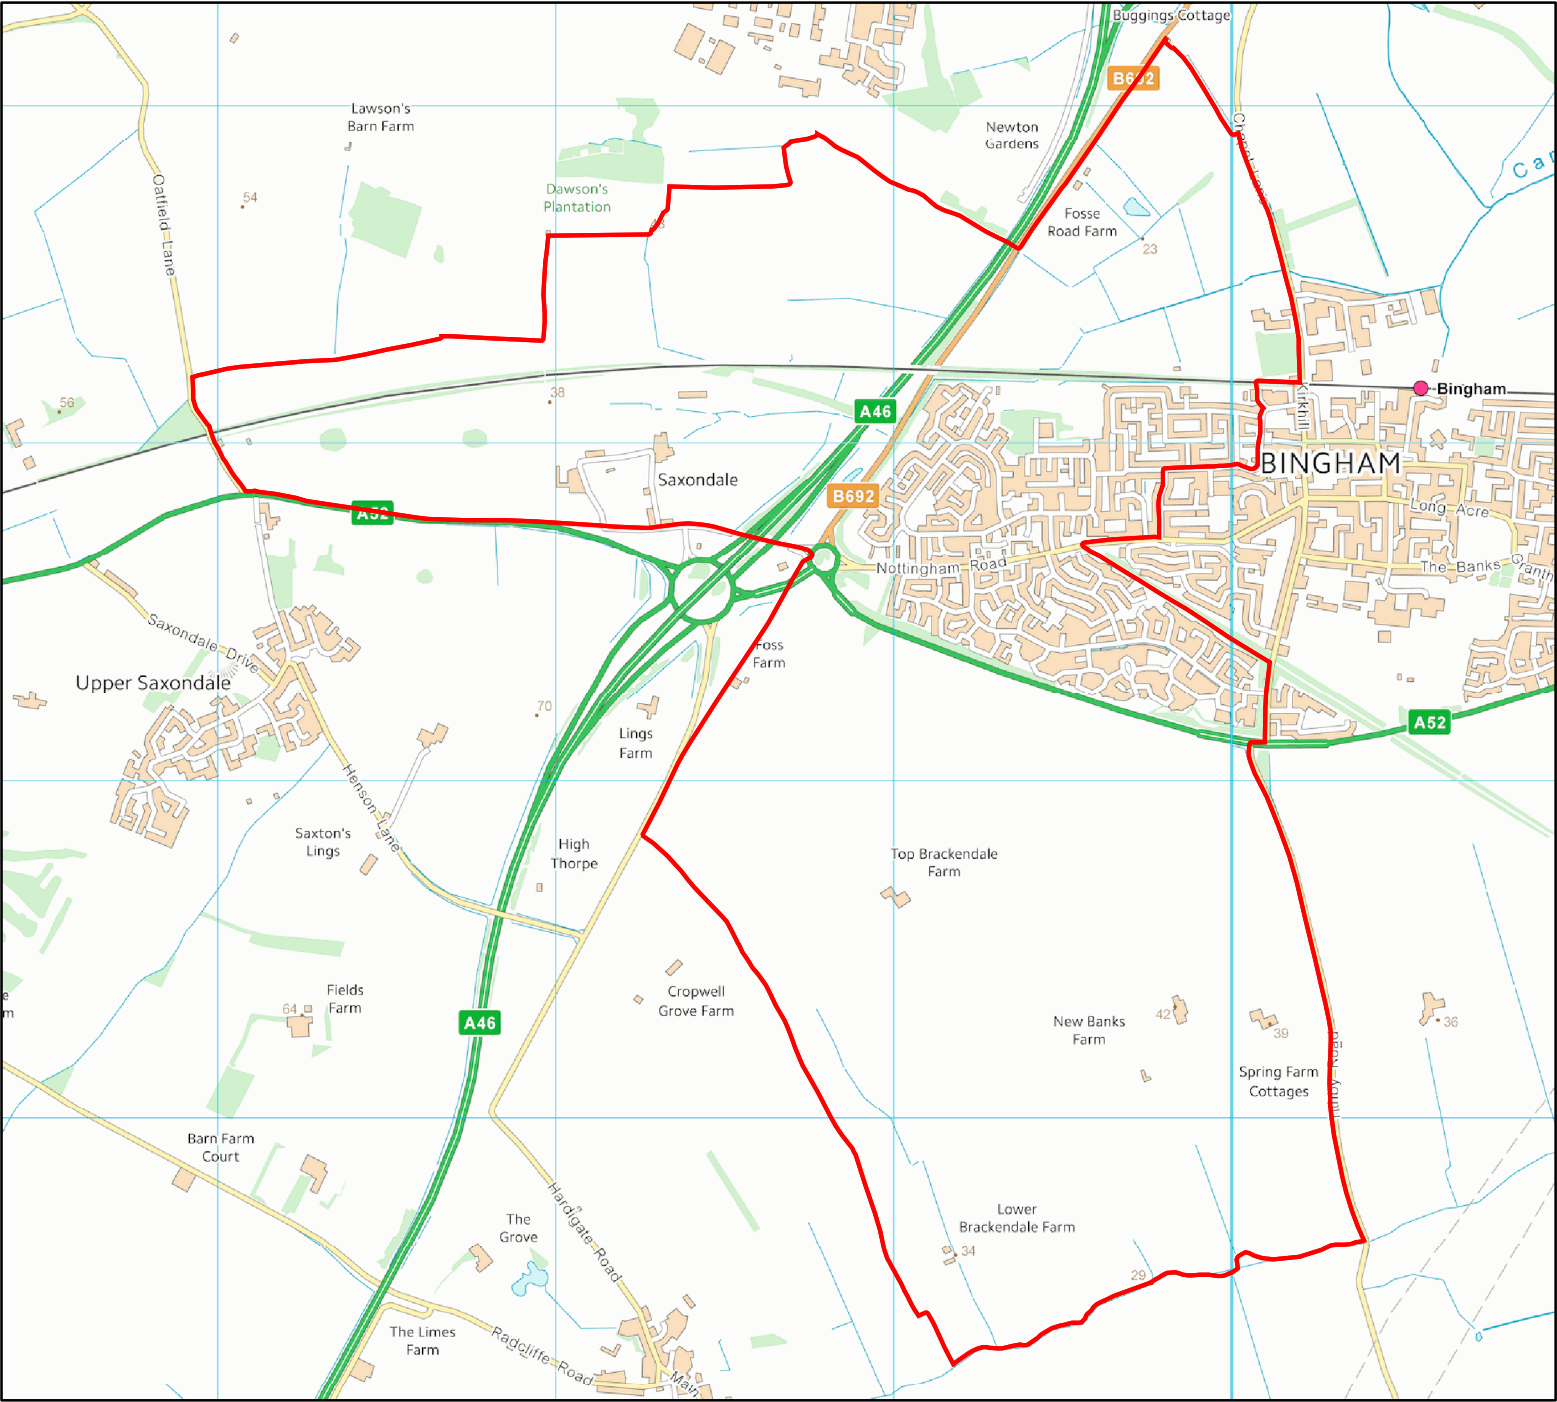 Buggings Cottage
B692
Lawson's
Barn Farm
Newton
Gardens
54
Dawson's
Plantation
Oatfield Lane
Fosse
Road Farm
23
56
38
A46
Kirkhill
Bingham
BINGHAM
Saxondale
B692
A52
Long Acre
Nottingham Road
The Banks
Saxondale Drive
Foss
Farm
Upper Saxondale
70
Lings
Farm
A52
Henson Lane
Saxton's
Lings
High
Thorpe
Top Brackendale
Farm
Fields
Farm
64
Cropwell
Grove Farm
A46
New Banks
Farm
42
39
36
Spring Farm
Cottages
Barn Farm
Court
Hardigate Road
The
Grove
Lower
Brackendale Farm
34
29
The Limes
Farm
Radcliffe Road
Main